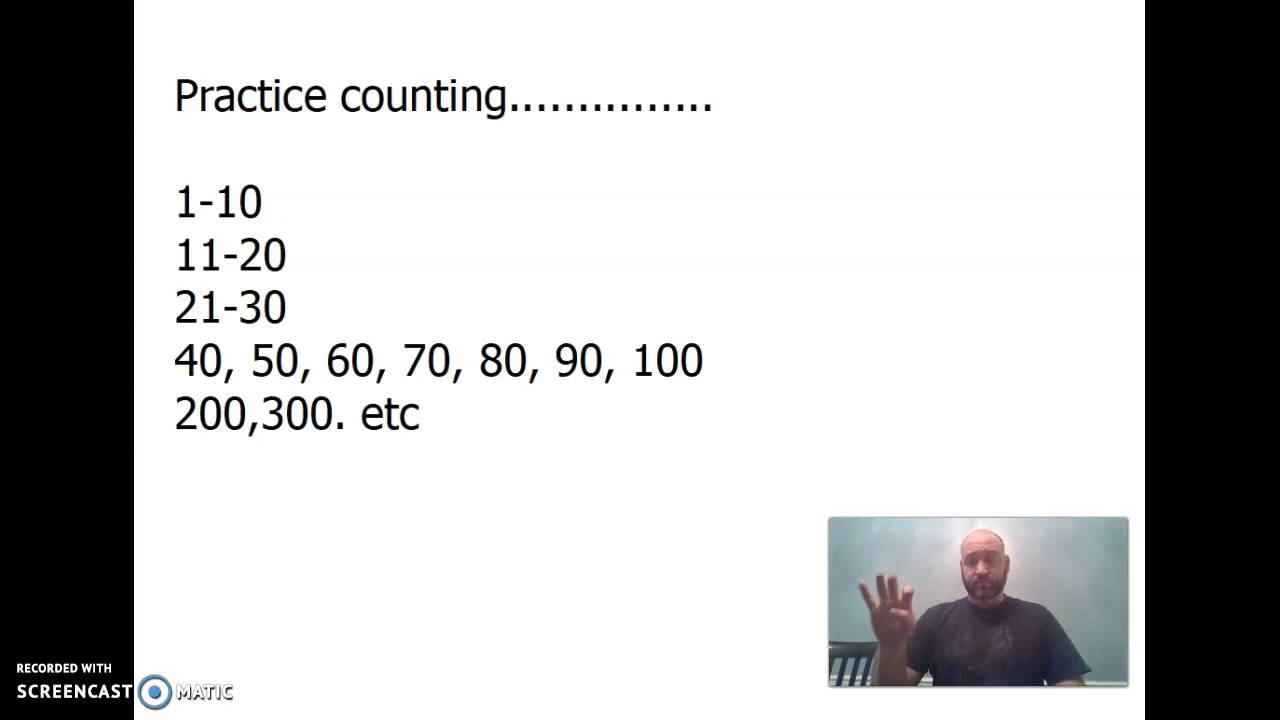 Practice counting...............
1-10
11-20
21-30
40, 50, 60, 70, 80, 90, 100
200,300. etc
RECORDED WITH
SCREENCAST MATIC